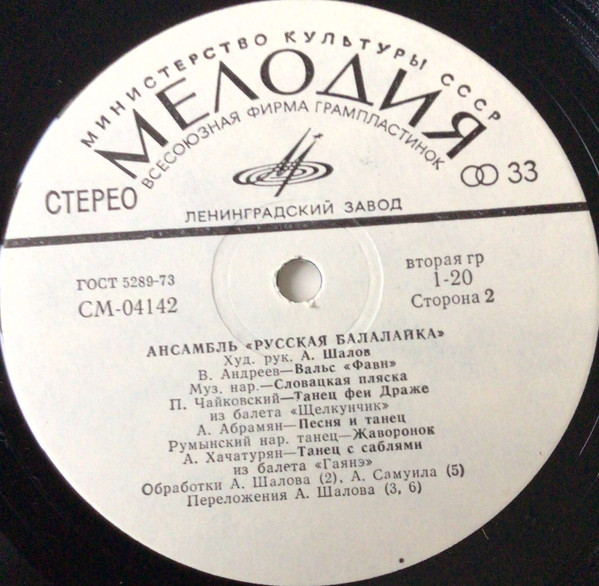 МИНИСТЕРСТВО КУЛЬТУРЫ СССР
МЕЛОДИЯ
ВСЕСОЮЗНАЯ ФИРМА ГРАМПЛАСТИНОК
СТЕРЕО
33
ЛЕНИНГРАДСКИЙ ЗАВОД
ГОСТ 5289-73
СМ-04142
вторая гр
1-20
Сторона 2
АНСАМБЛЬ «РУССКАЯ БАЛАЛАЙКА»
Худ. рук. А. Шалов
В. Андреев—Вальс «Фавн»
Муз. нар.—Словацкая пляска
П. Чайковский—Танец феи Драже
из балета «Щелкунчик»
А. Абрамян—Песня и танец
Румынский нар. танец—Жаворонок
А. Хачатурян—Танец с саблями
из балета «Гаянэ»
Обработки А. Шалова (2), А. Самуила (5)
Переложения А. Шалова (3, 6)